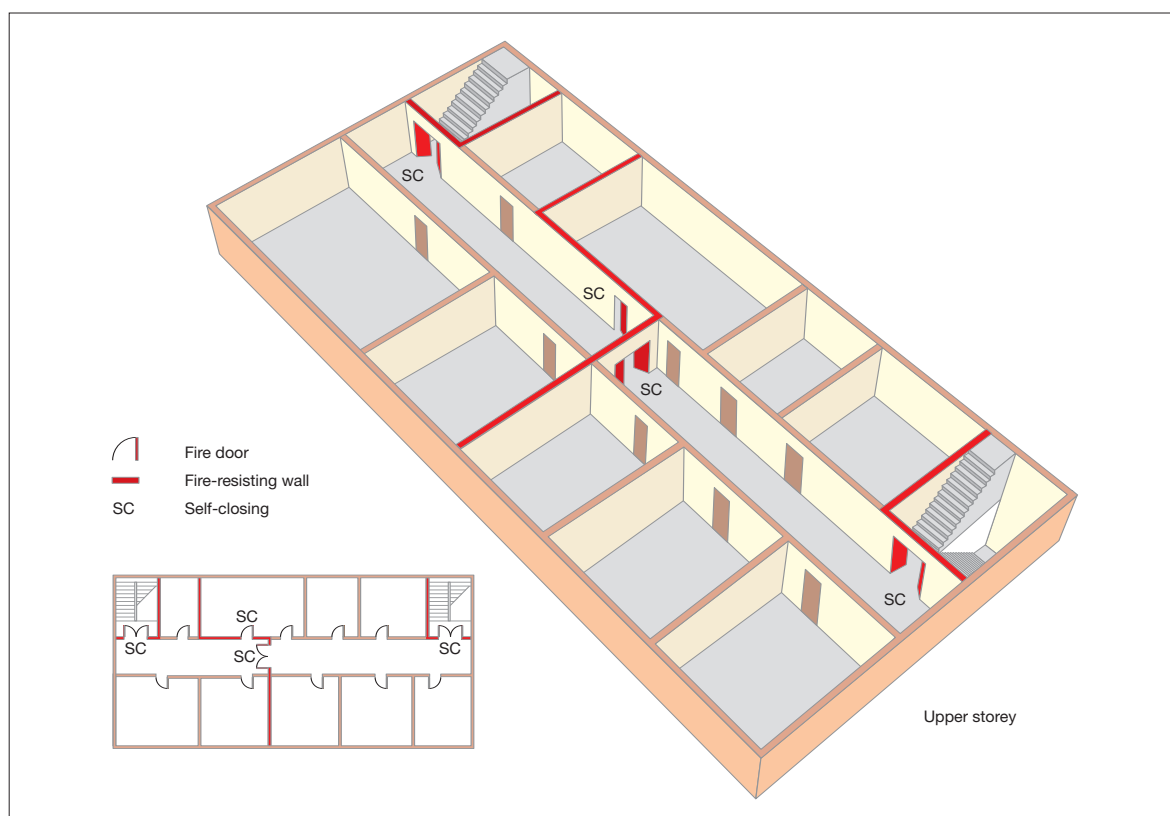 SC
SC
SC
SC
Fire door
Fire-resisting wall
SC Self-closing
SC
SC
SC
SC
Upper storey